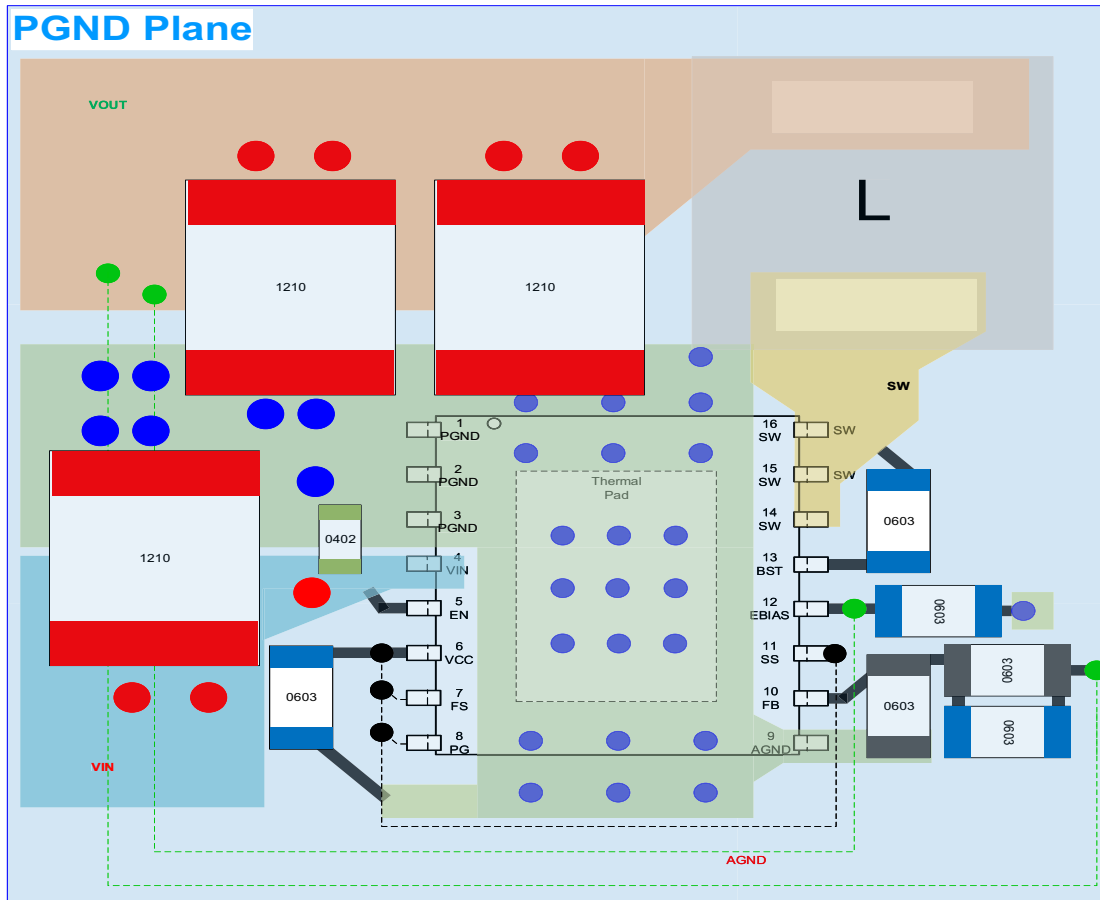 PGND Plane
VOUT
L
1210
1210
SW
1
PGND
16
SW
SW
2
PGND
15
SW
SW
Thermal
Pad
3
PGND
14
SW
0603
0402
1210
4
VIN
13
BST
5
EN
12
EBIAS
0603
6
VCC
11
SS
0603
0603
7
FS
10
FB
0603
0603
8
PG
9
AGND
VIN
AGND